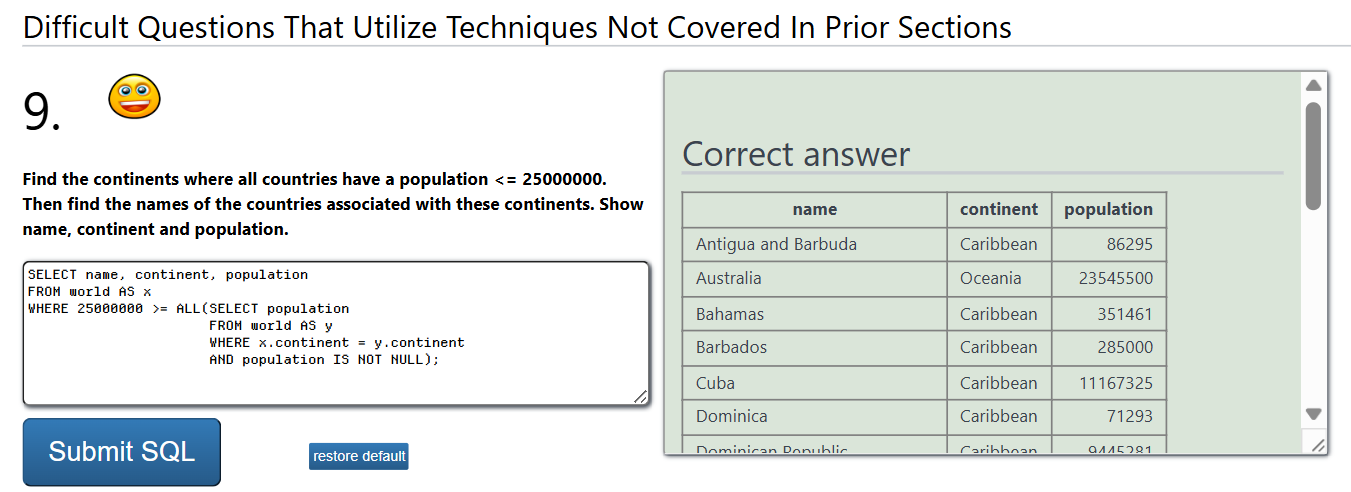 Difficult Questions That Utilize Techniques Not Covered In Prior Sections
9.
Find the continents where all countries have a population <= 25000000.
Then find the names of the countries associated with these continents. Show
name, continent and population.
SELECT name, continent, population
FROM world AS x
WHERE 25000000 >= ALL(SELECT population
FROM world AS y
WHERE x.continent = y.continent
AND population IS NOT NULL);
Submit SQL
restore default
Correct answer
name continent population
Antigua and Barbuda Caribbean 86295
Australia Oceania 23545500
Bahamas Caribbean 351461
Barbados Caribbean 285000
Cuba Caribbean 11167325
Dominica Caribbean 71293
Dominican Republic Caribbean 9445281